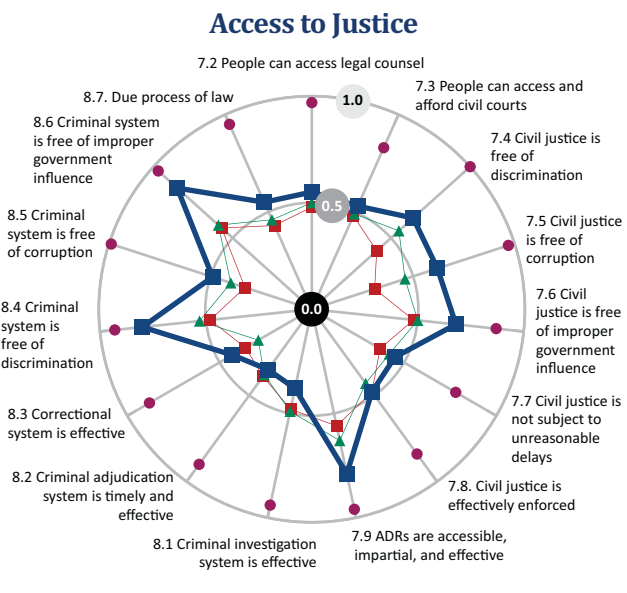 Access to Justice
7.2 People can access legal counsel
1.0
7.3 People can access and
afford civil courts
7.4 Civil justice is
free of
discrimination
7.5 Civil justice
is free of
corruption
7.6 Civil
justice is free
of improper
government
influence
7.7 Civil justice is
not subject to
unreasonable
delays
7.8. Civil justice is
effectively enforced
7.9 ADRs are accessible,
impartial, and effective
8.1 Criminal investigation
system is effective
8.2 Criminal adjudication
system is timely and
effective
8.3 Correctional
system is effective
8.4 Criminal
system is
free of
discrimination
8.5 Criminal
system is free
of corruption
8.6 Criminal system
is free of improper
government
influence
8.7. Due process of law
0.5
0.0